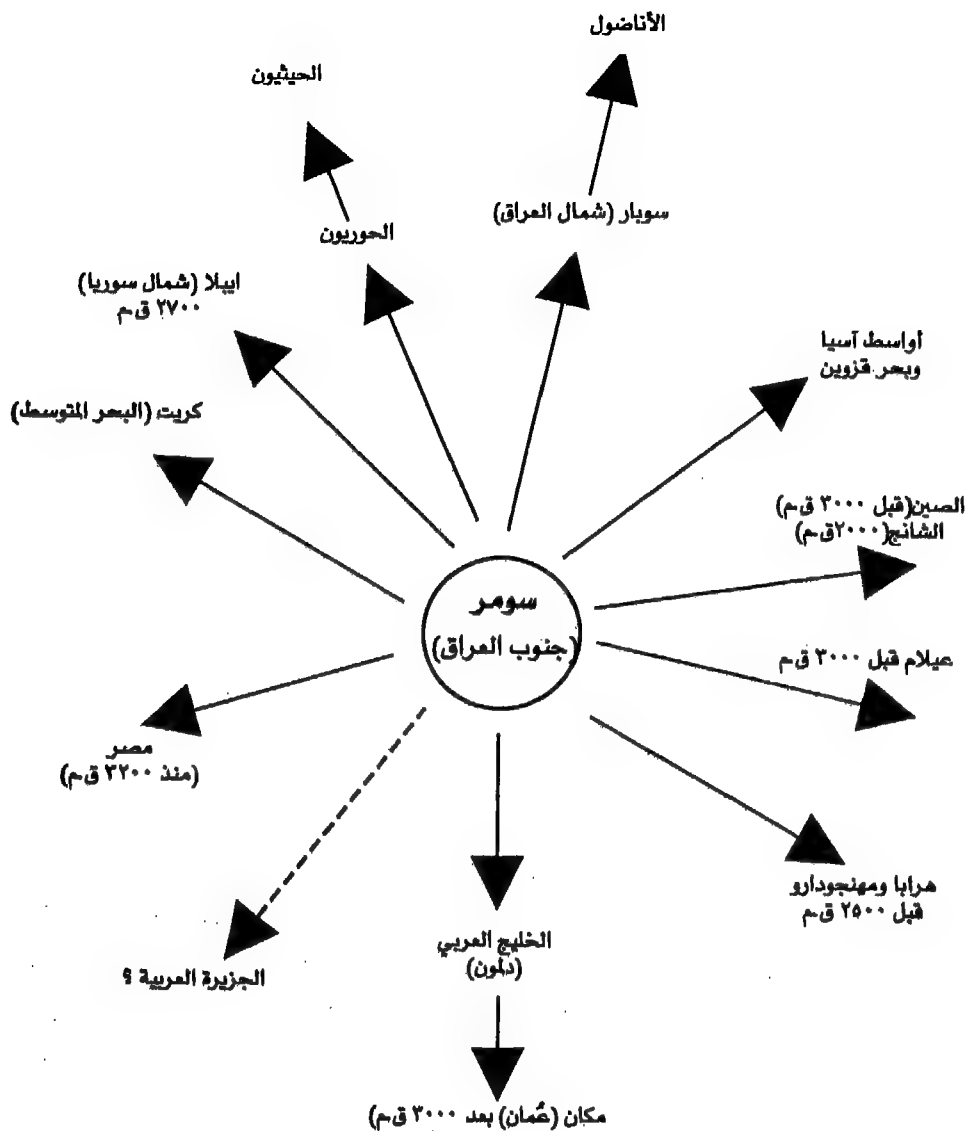 الأناضول
الحيثيون
سوبار (شمال العراق)
الحوريون
ايبلا (شمال سوريا)
٢٧٠٠ ق.م
أواسط آسيا
وبحر قزوين
كريت (البحر المتوسط)
الصين(قبل ٣٠٠٠ ق.م)
الشانج(٢٠٠٠ق.م)
سومر
(جنوب العراق)
عيلام قبل ٣٠٠٠ ق.م
مصر
(منذ ٣٢٠٠ ق.م)
هرابا ومهنجودارو
قبل ٢٥٠٠ ق.م
الخليج العربي
(دلمون)
الجزيرة العربية ؟
مكان (عُمان) بعد ٣٠٠٠ ق.م)